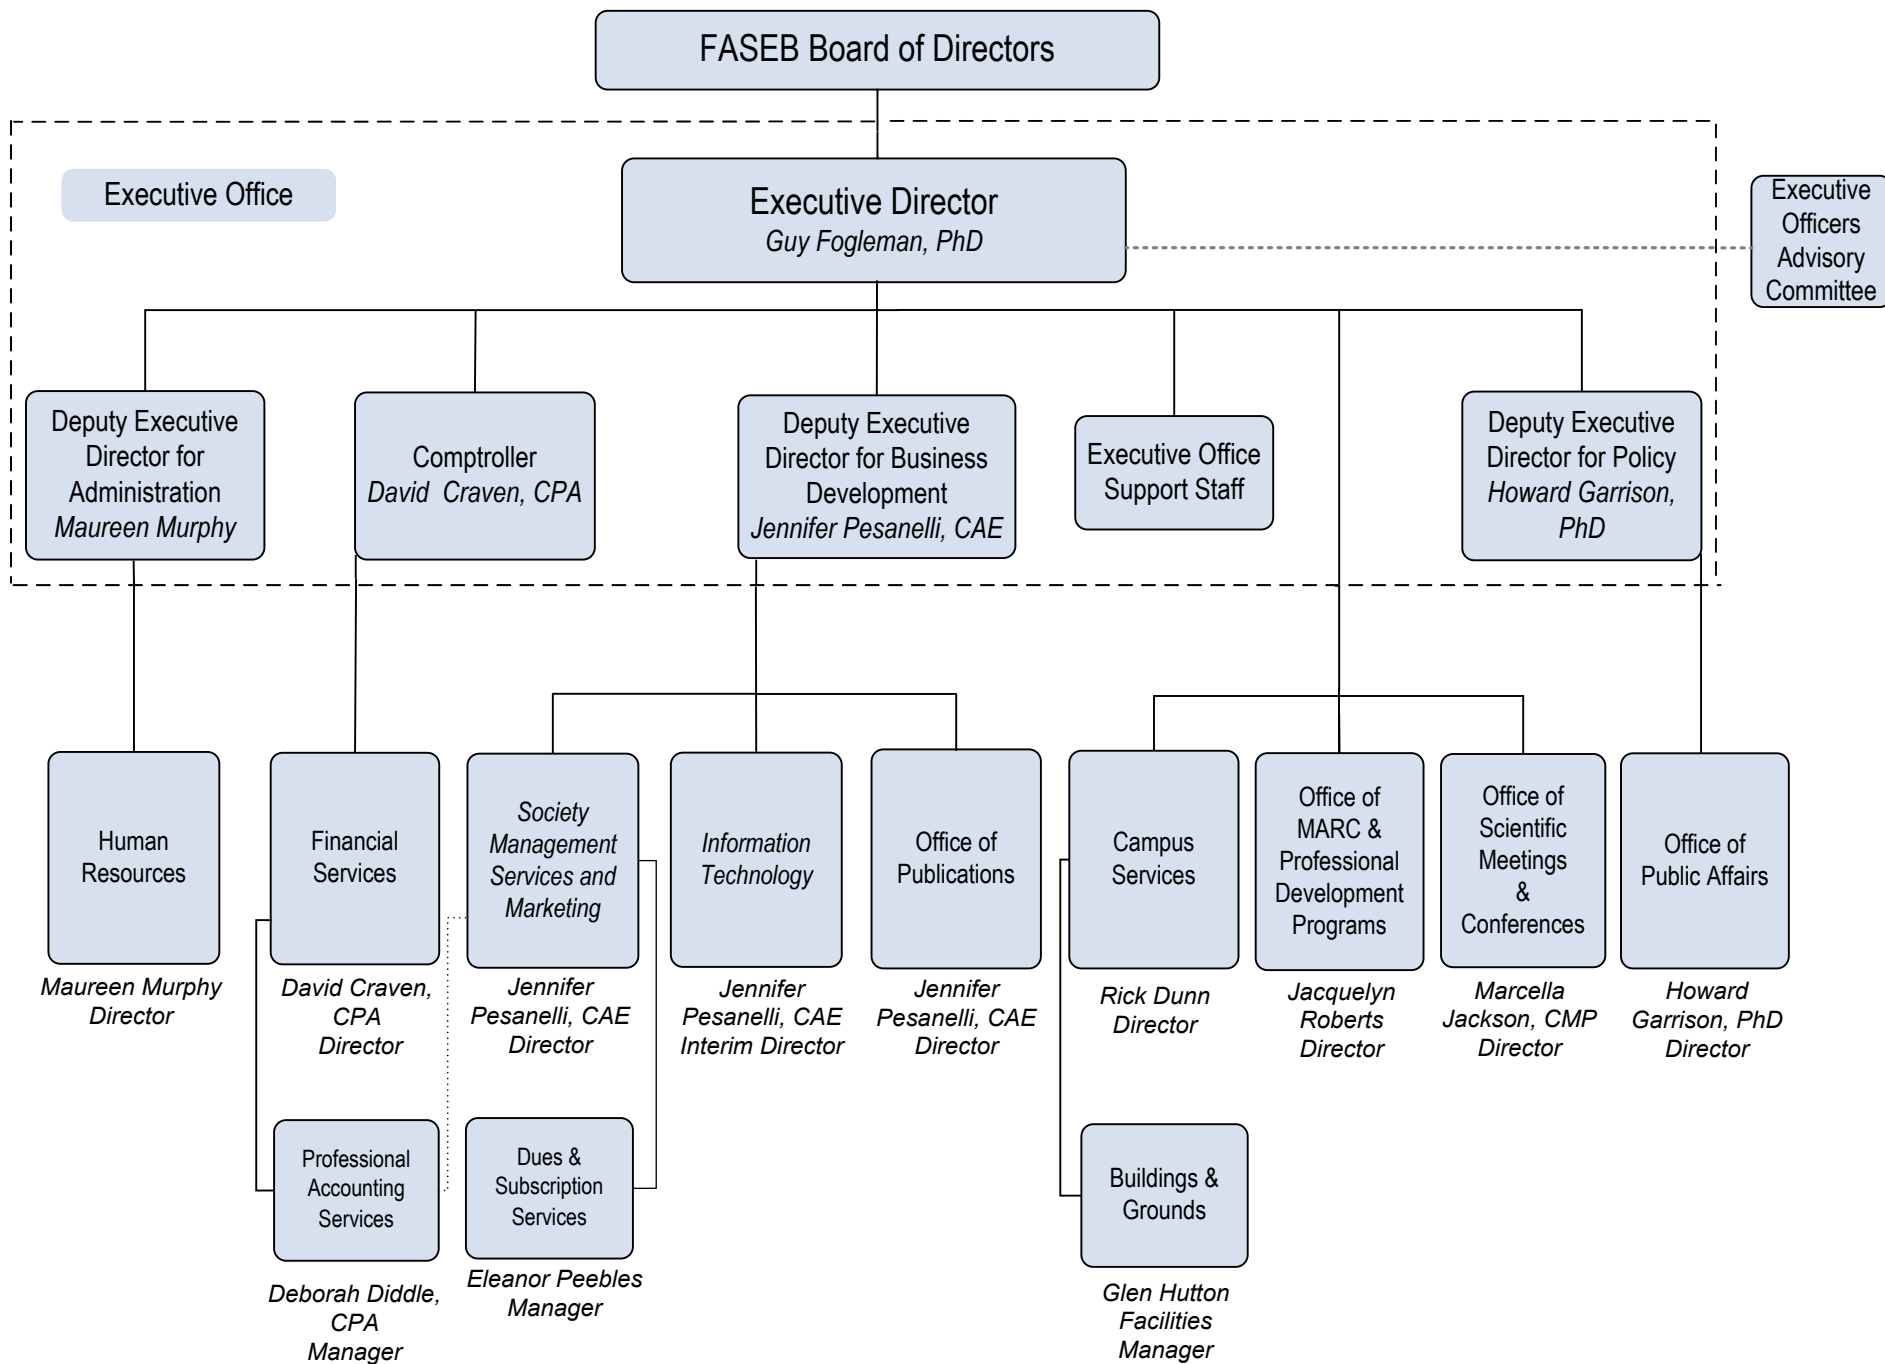 FASEB Board of Directors
Executive Office
Executive Director
Guy Fogleman, PhD
Executive
Officers
Advisory
Committee
Deputy Executive
Director for
Administration
Maureen Murphy
Comptroller
David Craven, CPA
Deputy Executive
Director for Business
Development
Jennifer Pesanelli, CAE
Executive Office
Support Staff
Deputy Executive
Director for Policy
Howard Garrison,
PhD
Human
Resources
Maureen Murphy
Director
Financial
Services
David Craven,
CPA
Director
Society
Management
Services and
Marketing
Jennifer
Pesanelli, CAE
Director
Information
Technology
Jennifer
Pesanelli, CAE
Interim Director
Office of
Publications
Jennifer
Pesanelli, CAE
Director
Campus
Services
Rick Dunn
Director
Office of
MARC &
Professional
Development
Programs
Jacquelyn
Roberts
Director
Office of
Scientific
Meetings
&
Conferences
Marcella
Jackson, CMP
Director
Office of
Public Affairs
Howard
Garrison, PhD
Director
Professional
Accounting
Services
Deborah Diddle,
CPA
Manager
Dues &
Subscription
Services
Eleanor Peebles
Manager
Buildings &
Grounds
Glen Hutton
Facilities
Manager